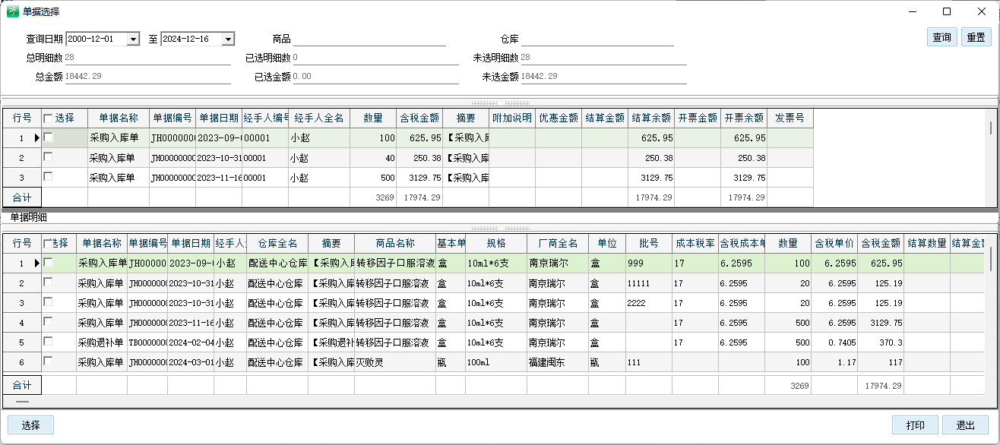 单据选择
查询日期 2000-12-01 至 2024-12-16 商品 仓库 查询 重置
总明细数 28 已选明细数 0 未选明细数 28
总金额 18442.29 已选金额 0.00 未选金额 18442.29
行号 选择 单据名称 单据编号 单据日期 经手人编号 经手人全名 数量 含税金额 摘要 附加说明 优惠金额 结算金额 结算余额 开票金额 开票余额 发票号
1 采购入库单 JH000000 2023-09- 00001 小赵 100 625.95 【采购入库 625.95 625.95
2 采购入库单 JH0000000 2023-10-31 00001 小赵 40 250.38 【采购入库 250.38 250.38
3 采购入库单 JH0000000 2023-11-16 00001 小赵 500 3129.75 【采购入库 3129.75 3129.75
合计 3269 17974.29 17974.29 17974.29
单据明细
行号 选择 单据名称 单据编号 单据日期 经手人 仓库全名 摘要 商品名称 基本单 规格 厂商全名 单位 批号 成本税率 含税成本单 数量 含税单价 含税金额 结算数量 结算金额
1 采购入库单 JH00000 2023-09- 小赵 配送中心仓库 【采购入库 转移因子口服溶液 盒 10ml*6支 南京瑞尔 盒 999 17 6.2595 100 6.2595 625.95
2 采购入库单 JH000000 2023-10-31 小赵 配送中心仓库 【采购入库 转移因子口服溶液 盒 10ml*6支 南京瑞尔 盒 11111 17 6.2595 20 6.2595 125.19
3 采购入库单 JH000000 2023-10-31 小赵 配送中心仓库 【采购入库 转移因子口服溶液 盒 10ml*6支 南京瑞尔 盒 2222 17 6.2595 20 6.2595 125.19
4 采购入库单 JH000000 2023-11-16 小赵 配送中心仓库 【采购入库 转移因子口服溶液 盒 10ml*6支 南京瑞尔 盒 17 6.2595 500 6.2595 3129.75
5 采购退补单 TB000000 2024-02-04 小赵 配送中心仓库 【采购退补 转移因子口服溶液 盒 10ml*6支 南京瑞尔 盒 17 6.2595 500 0.7405 370.3
6 采购入库单 JH000000 2024-03-01 小赵 配送中心仓库 【采购入库 灭败灵 瓶 100ml 福建闽东 瓶 111 100 1.17 117
合计 3269 17974.29
选择 打印 退出